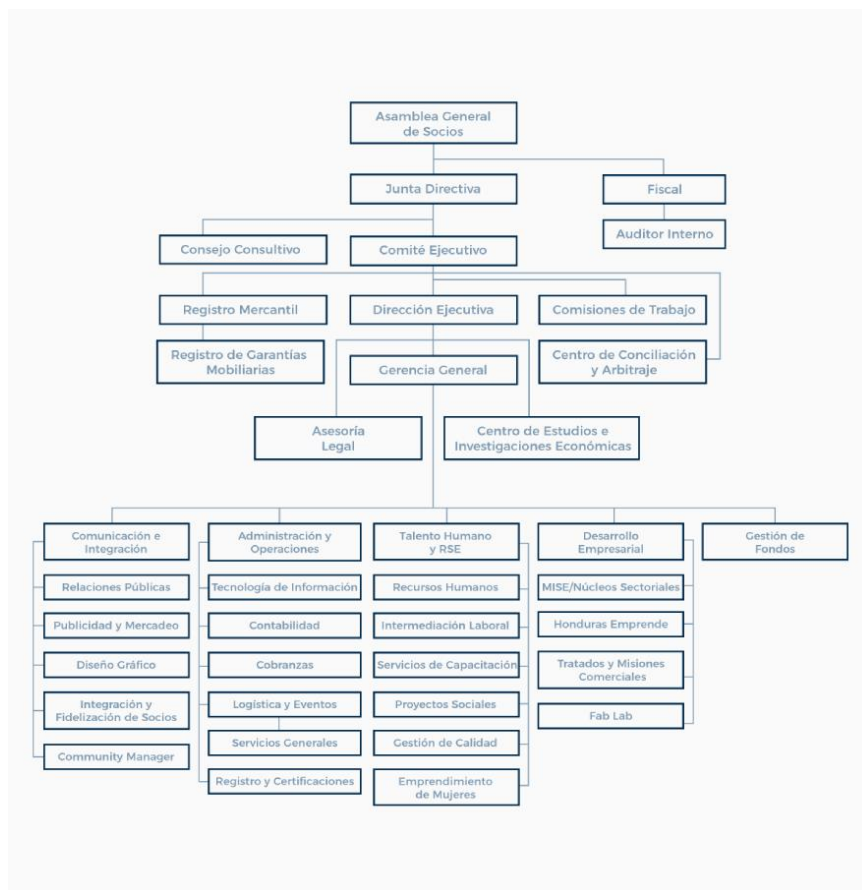 Asamblea General
de Socios
Junta Directiva
Fiscal
Auditor Interno
Consejo Consultivo
Comité Ejecutivo
Registro Mercantil
Dirección Ejecutiva
Comisiones de Trabajo
Registro de Garantías
Mobiliarias
Gerencia General
Centro de Conciliación
y Arbitraje
Asesoría
Legal
Centro de Estudios e
Investigaciones Económicas
Comunicación e
Integración
Relaciones Públicas
Publicidad y Mercadeo
Diseño Gráfico
Integración y
Fidelización de Socios
Community Manager
Administración y
Operaciones
Tecnología de Información
Contabilidad
Cobranzas
Logística y Eventos
Servicios Generales
Registro y Certificaciones
Talento Humano
y RSE
Recursos Humanos
Intermediación Laboral
Servicios de Capacitación
Proyectos Sociales
Gestión de Calidad
Emprendimiento
de Mujeres
Desarrollo
Empresarial
MISE/Núcleos Sectoriales
Honduras Emprende
Tratados y Misiones
Comerciales
Fab Lab
Gestión de
Fondos